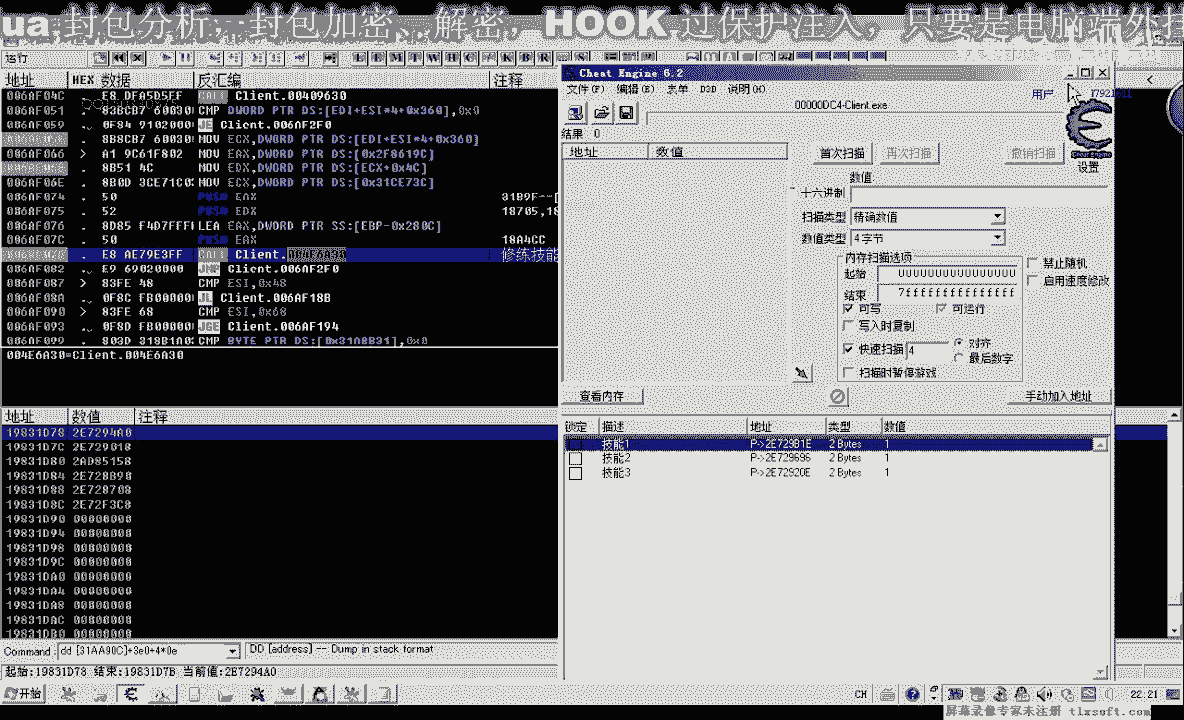 ua 封包分析，封包加密，解密，HOOK 过保护注入，只要是电脑端外挂
运行
地址 HEX 数据 反汇编 注释
006AF04C . E8 DFA5D5FF CALL Client.00409630
006AF051 . 83BCB7 60030 CMP DWORD PTR DS:[EDI+ESI*4+0x360],0x0
006AF059 .. 0F84 9102000 JE Client.006AF2F0
8B8CB7 60030 MOV ECX,DWORD PTR DS:[EDI+ESI*4+0x360]
006AF066 > A1 9C61F802 MOV EAX,DWORD PTR DS:[0x2F8619C]
8B51 4C MOV EDX,DWORD PTR DS:[ECX+0x4C]
006AF06E . 8B0D 3CE71C0 MOV ECX,DWORD PTR DS:[0x31CE73C]
006AF074 . 50 PUSH EAX
006AF075 . 52 PUSH EDX 18705,18
006AF076 . 8D85 F4D7FFF LEA EAX,DWORD PTR SS:[EBP-0x280C]
006AF07C . 50 PUSH EAX 18A4CC
. E8 AE79E3FF CALL Client.004E6A30 修练技能
006AF082 .. E9 69020000 JMP Client.006AF2F0
006AF087 > 83FE 48 CMP ESI,0x48
006AF08A .. 0F8C FB00000 JL Client.006AF18B
006AF090 > 83FE 68 CMP ESI,0x68
006AF093 .. 0F8D FB00000 JGE Client.006AF194
006AF099 . 803D 318B1A0 CMP BYTE PTR DS:[0x31A8B31],0x0
004E6A30=Client.004E6A30
地址 数值 注释
19831D78 2E7294A0
19831D7C 2E729018
19831D80 2AD85158
19831D84 2E728B98
19831D88 2E728708
19831D8C 2E72F3C8
19831D90 00000000
19831D94 00000000
19831D98 00000000
19831D9C 00000000
19831DA0 00000000
19831DA4 00000000
19831DA8 00000000
19831DAC 00000000
19831DB0 00000000
Command: dd [31AA90C]+3e0+4*0e DD [address] -- Dump in stack format
起始:19831D78 结束:19831D7B 当前值:2E7294A0
Cheat Engine 6.2
文件(F) 编辑(E) 表单 D3D 说明(H)
00000DC4-Client.exe
用户
结果 0
地址 数值
首次扫描 再次扫描 撤销扫描
Cheat Engine
设置
数值
十六进制
扫描类型 精确数值
数值类型 4字节
内存扫描选项
起始
结束 7fffffffffffffff
可写 可运行
写入时复制
快速扫描 4 对齐
最后数字
扫描时暂停游戏
禁止随机
启用速度修改
查看内存 手动加入地址
锁定 描述 地址 类型 数值
技能1 P->2E729B1E 2 Bytes 1
技能2 P->2E729696 2 Bytes 1
技能3 P->2E72920E 2 Bytes 1
开始 CH 22:21
屏幕录像专家未注册 tlxsoft.com